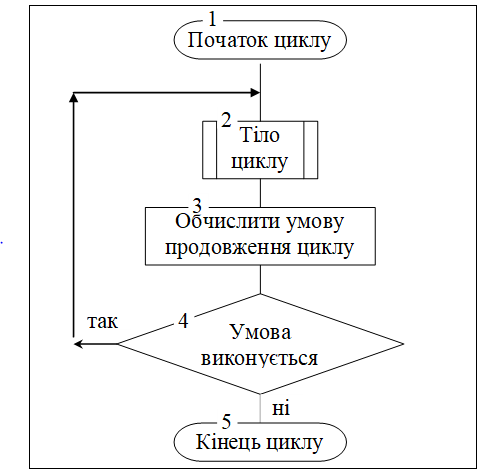 1
Початок циклу
2
Тіло
циклу
3
Обчислити умову
продовження циклу
так
4
Умова
виконується
ні
5
Кінець циклу